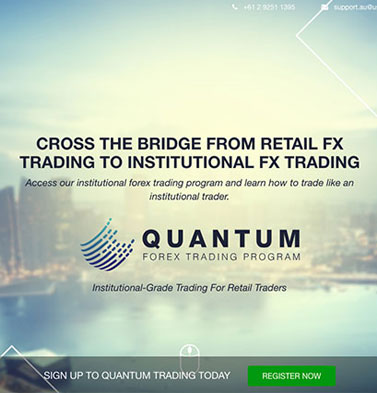 +61 2 9251 1395 support.au@u
CROSS THE BRIDGE FROM RETAIL FX
TRADING TO INSTITUTIONAL FX TRADING
Access our institutional forex trading program and learn how to trade like an
institutional trader.
QUANTUM
FOREX TRADING PROGRAM
Institutional-Grade Trading For Retail Traders
SIGN UP TO QUANTUM TRADING TODAY REGISTER NOW